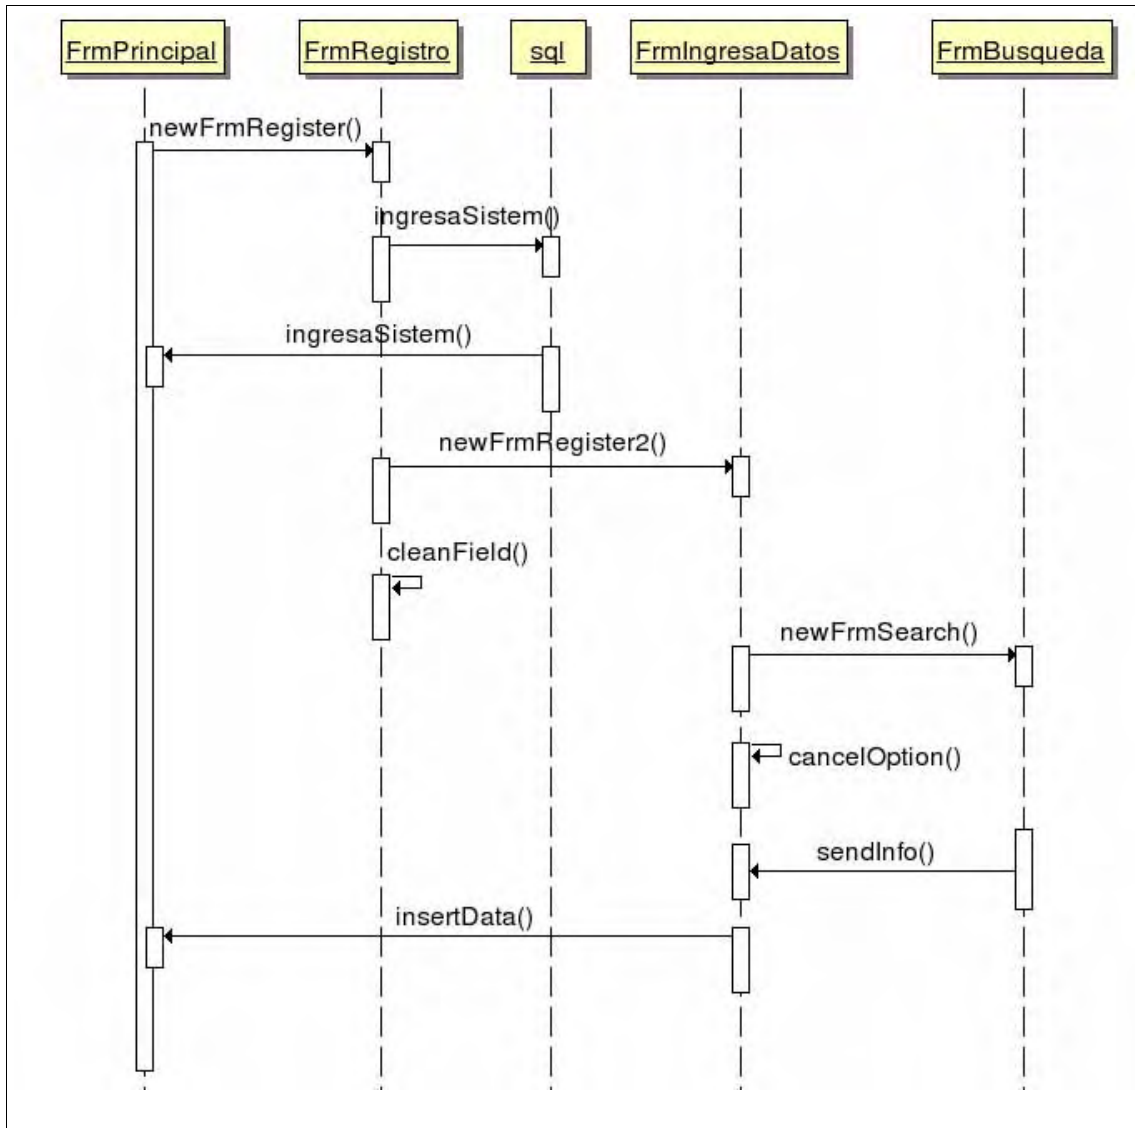 FrmPrincipal
FrmRegistro
sql
FrmIngresaDatos
FrmBusqueda
newFrmRegister()
ingresaSistem()
ingresaSistem()
newFrmRegister2()
cleanField()
newFrmSearch()
cancelOption()
sendInfo()
insertData()